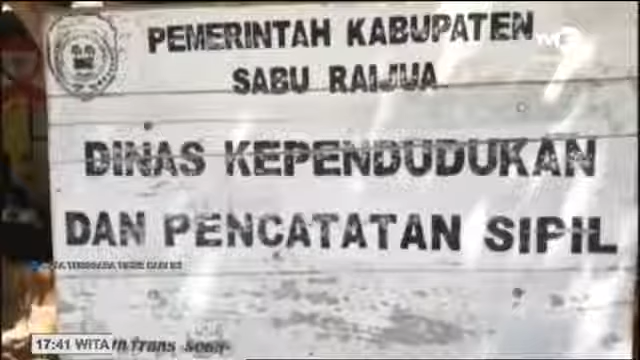 PEMERINTAH KABUPATEN
SABU RAIJUA
DINAS KEPENDUDUKAN
DAN PENCATATAN SIPIL
17:41 WITA